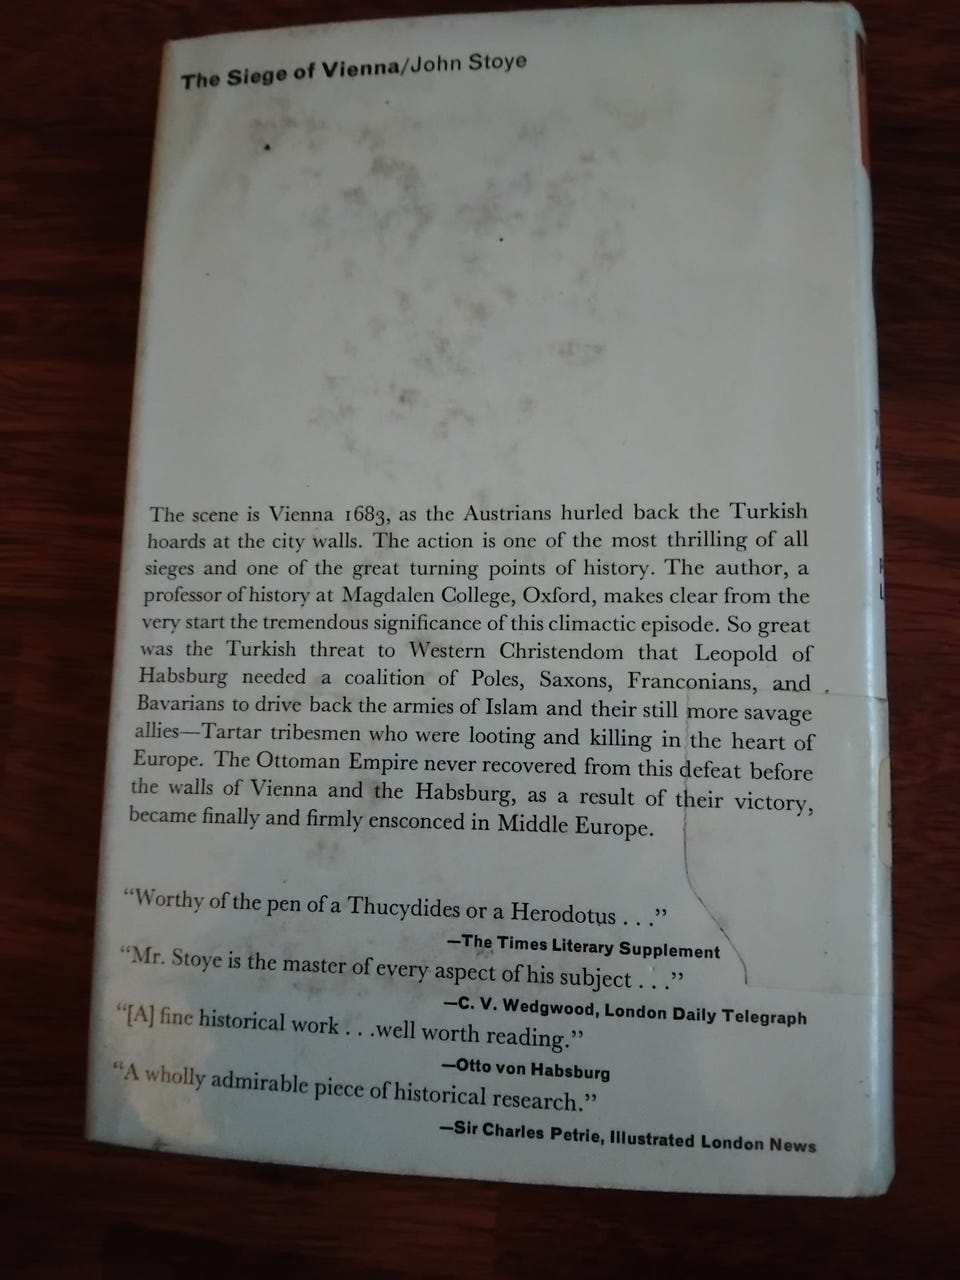 The Siege of Vienna/John Stoye
The scene is Vienna 1683, as the Austrians hurled back the Turkish
hoards at the city walls. The action is one of the most thrilling of all
sieges and one of the great turning points of history. The author, a
professor of history at Magdalen College, Oxford, makes clear from the
very start the tremendous significance of this climactic episode. So great
was the Turkish threat to Western Christendom that Leopold of
Habsburg needed a coalition of Poles, Saxons, Franconians, and
Bavarians to drive back the armies of Islam and their still more savage
allies—Tartar tribesmen who were looting and killing in the heart of
Europe. The Ottoman Empire never recovered from this defeat before
the walls of Vienna and the Habsburg, as a result of their victory,
became finally and firmly ensconced in Middle Europe.
“Worthy of the pen of a Thucydides or a Herodotus . . .”
—The Times Literary Supplement
“Mr. Stoye is the master of every aspect of his subject . . .”
—C. V. Wedgwood, London Daily Telegraph
“[A] fine historical work . . .well worth reading.”
—Otto von Habsburg
“A wholly admirable piece of historical research.”
—Sir Charles Petrie, Illustrated London News